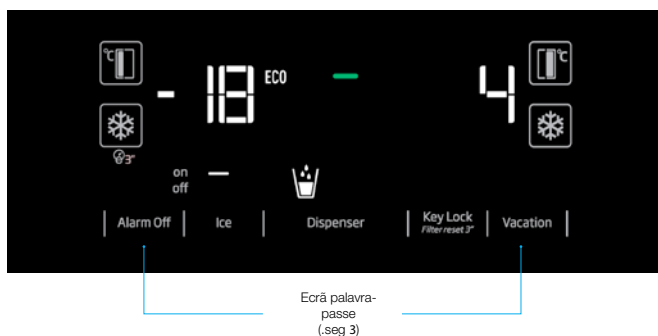 °C
°C
- 18 ECO 4
3"
on
off
Alarm Off Ice Dispenser Key Lock Vacation
Filter reset 3"
Ecrã palavra-
passe
(.seg 3)